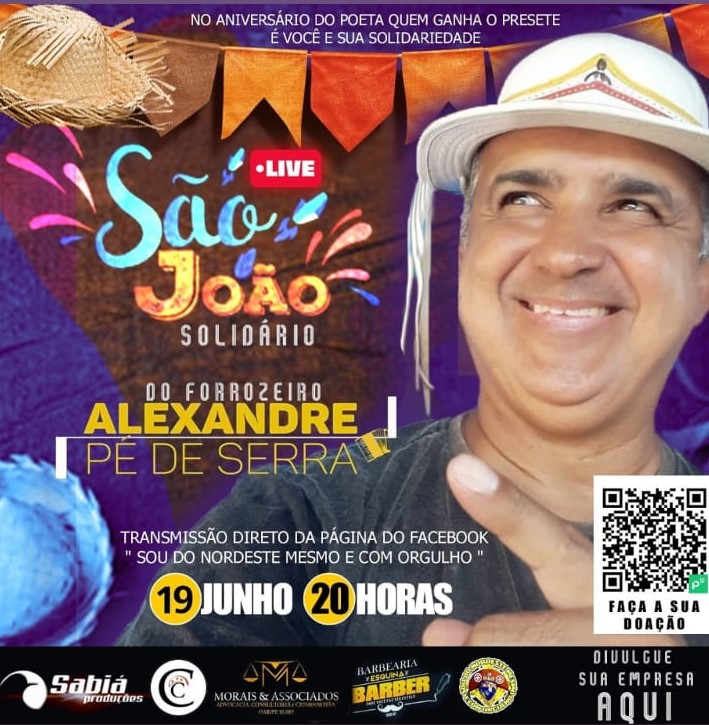 NO ANIVERSÁRIO DO POETA QUEM GANHA O PRESETE
É VOCÊ E SUA SOLIDARIEDADE
•LIVE
São
JOÃO
SOLIDÁRIO
DO FORROZEIRO
ALEXANDRE
PÉ DE SERRA
TRANSMISSÃO DIRETO DA PÁGINA DO FACEBOOK
" SOU DO NORDESTE MESMO E COM ORGULHO "
19 JUNHO 20 HORAS
FAÇA A SUA
DOAÇÃO
Sabiá
produções
MORAIS & ASSOCIADOS
BARBEARIA
ESQUINA
BARBER
DIVULGUE
SUA EMPRESA
AQUI